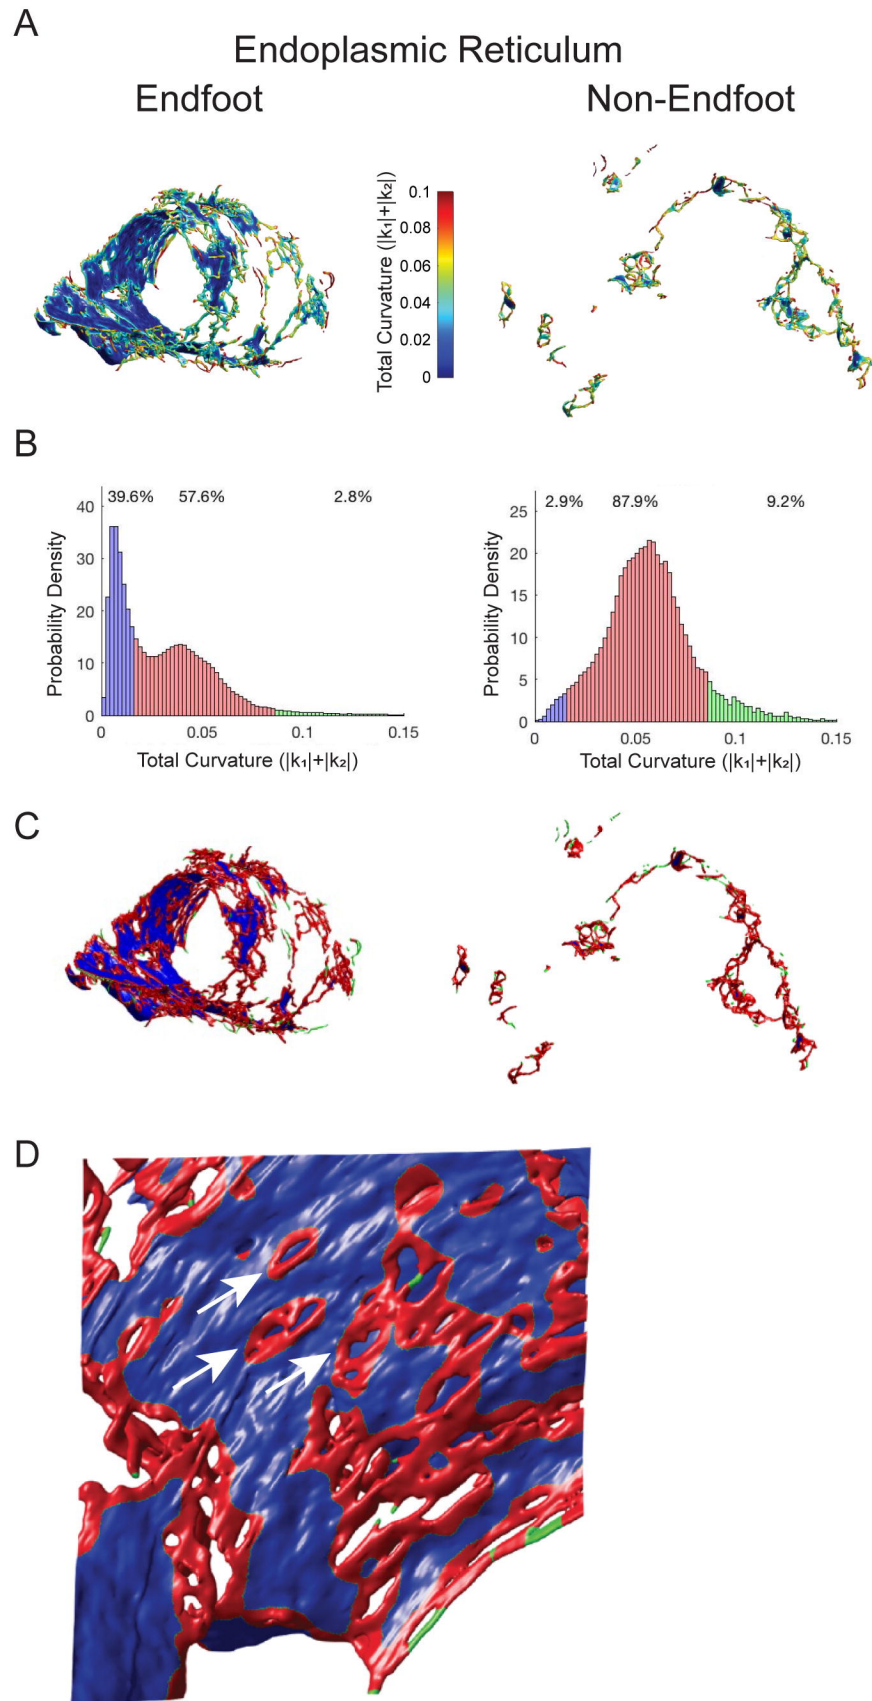 A
Endoplasmic Reticulum
Endfoot
Non-Endfoot
Total Curvature (|k₁|+|k₂|)
0.1
0.08
0.06
0.04
0.02
0
B
39.6% 57.6% 2.8%
Probability Density
40
30
20
10
0
0 0.05 0.1 0.15
Total Curvature (|k₁|+|k₂|)
2.9% 87.9% 9.2%
Probability Density
25
20
15
10
5
0
0 0.05 0.1 0.15
Total Curvature (|k₁|+|k₂|)
C
D